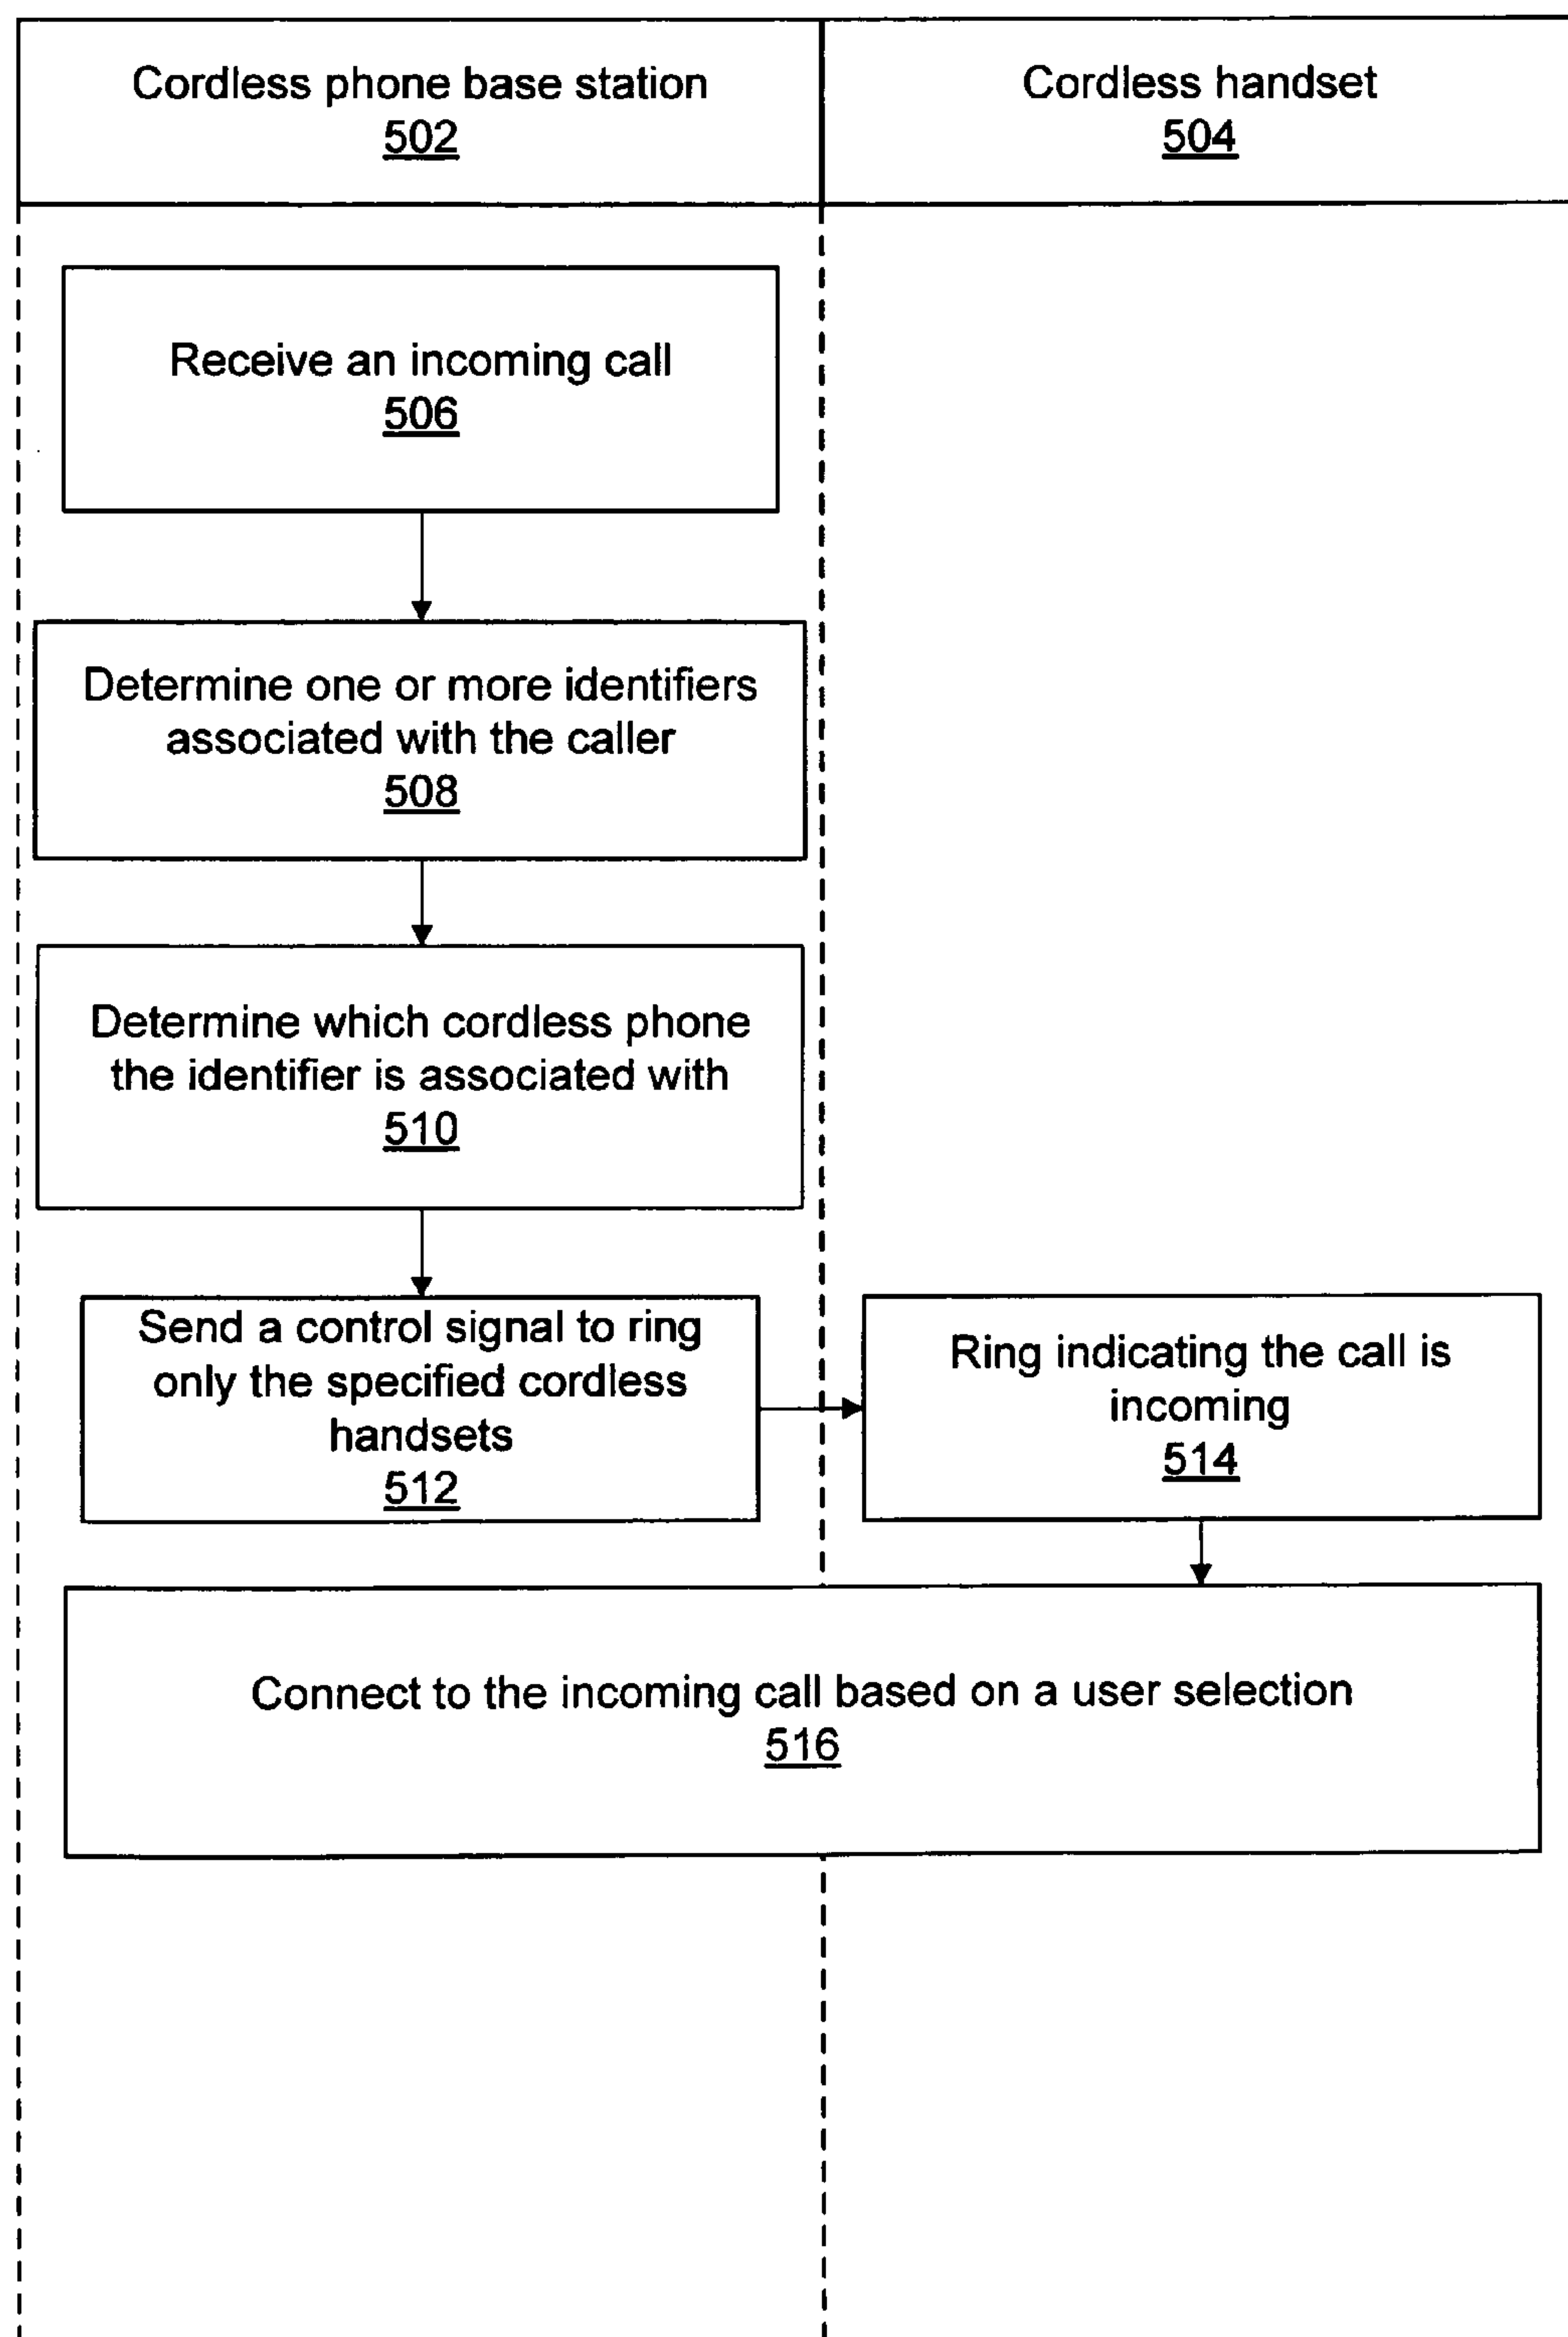 Cordless phone base station
502
Cordless handset
504
Receive an incoming call
506
Determine one or more identifiers
associated with the caller
508
Determine which cordless phone
the identifier is associated with
510
Send a control signal to ring
only the specified cordless
handsets
512
Ring indicating the call is
incoming
514
Connect to the incoming call based on a user selection
516